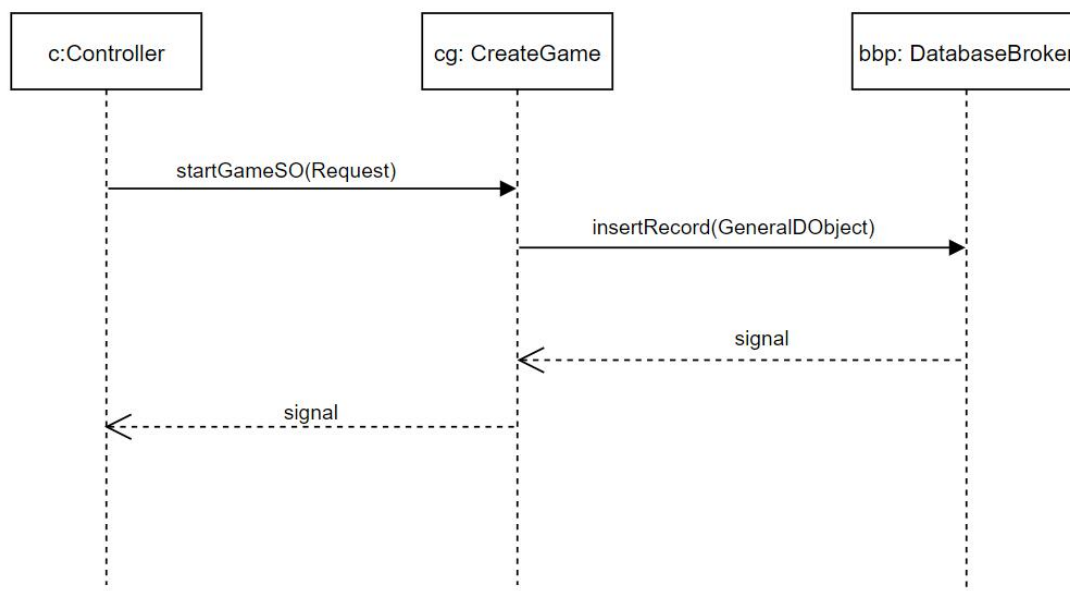 c:Controller
cg: CreateGame
bbp: DatabaseBroker
startGameSO(Request)
insertRecord(GeneralDObject)
signal
signal